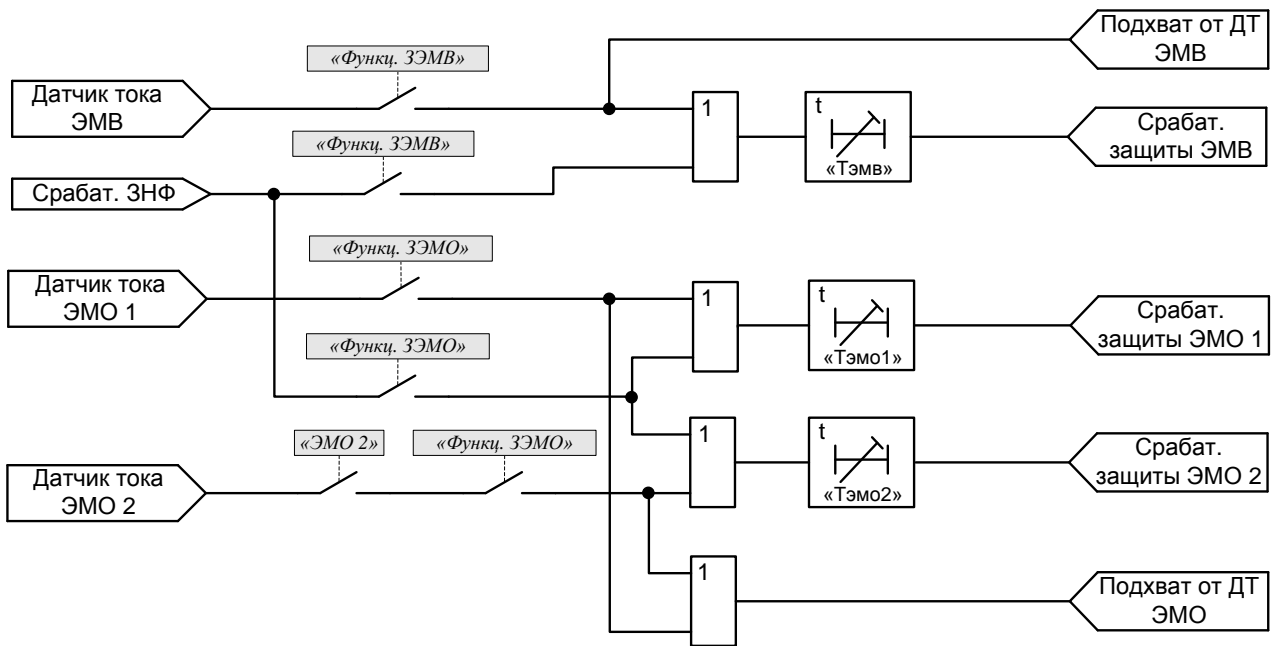 Подхват от ДТ
ЭМВ
«Функц. ЗЭМВ»
Датчик тока
ЭМВ
1
t
«Тэмв»
Срабат.
защиты ЭМВ
«Функц. ЗЭМВ»
Срабат. ЗНФ
«Функц. ЗЭМО»
Датчик тока
ЭМО 1
1
t
«Тэмо1»
Срабат.
защиты ЭМО 1
«Функц. ЗЭМО»
«ЭМО 2»
«Функц. ЗЭМО»
Датчик тока
ЭМО 2
1
t
«Тэмо2»
Срабат.
защиты ЭМО 2
1
Подхват от ДТ
ЭМО